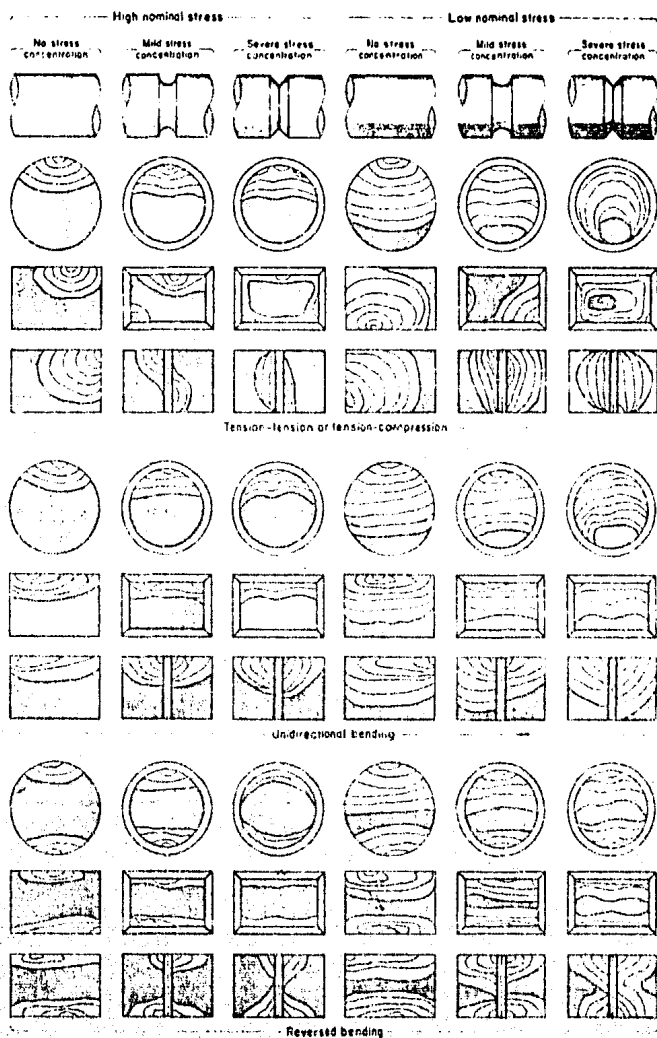 High nominal stress
Low nominal stress
No stress concentration
Mild stress concentration
Severe stress concentration
No stress concentration
Mild stress concentration
Severe stress concentration
Tension-tension or tension-compression
Unidirectional bending
Reversed bending